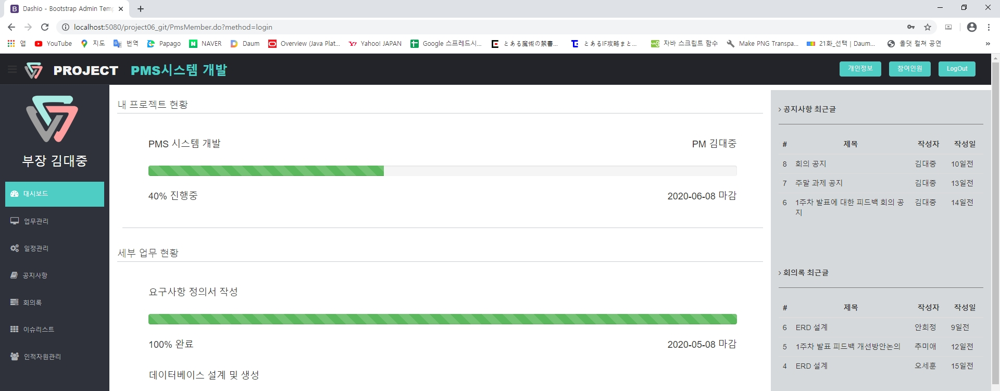 Dashio - Bootstrap Admin Tem
localhost:5080/project06_git/PmsMember.do?method=login
앱 YouTube 지도 번역 Papago NAVER Daum Overview (Java Plat... Yahoo! JAPAN Google 스프레드시... とある魔術の禁書... とあるIF攻略まと... 자바 스크립트 함수 Make PNG Transpa... 21화_선택 | Daum... 올댓 컬쳐 공연 »
PROJECT PMS시스템 개발 개인정보 참여인원 LogOut
부장 김대중
대시보드
업무관리
일정관리
공지사항
회의록
이슈리스트
인적자원관리
내 프로젝트 현황
PMS 시스템 개발 PM 김대중
40% 진행중 2020-06-08 마감
세부 업무 현황
요구사항 정의서 작성
100% 완료 2020-05-08 마감
데이터베이스 설계 및 생성
> 공지사항 최근글
# 제목 작성자 작성일
8 회의 공지 김대중 10일전
7 주말 과제 공지 김대중 13일전
6 1주차 발표에 대한 피드백 회의 공 김대중 14일전
지
> 회의록 최근글
# 제목 작성자 작성일
6 ERD 설계 안희정 9일전
5 1주차 발표 피드백 개선방안논의 주미애 12일전
4 ERD 설계 오세훈 15일전